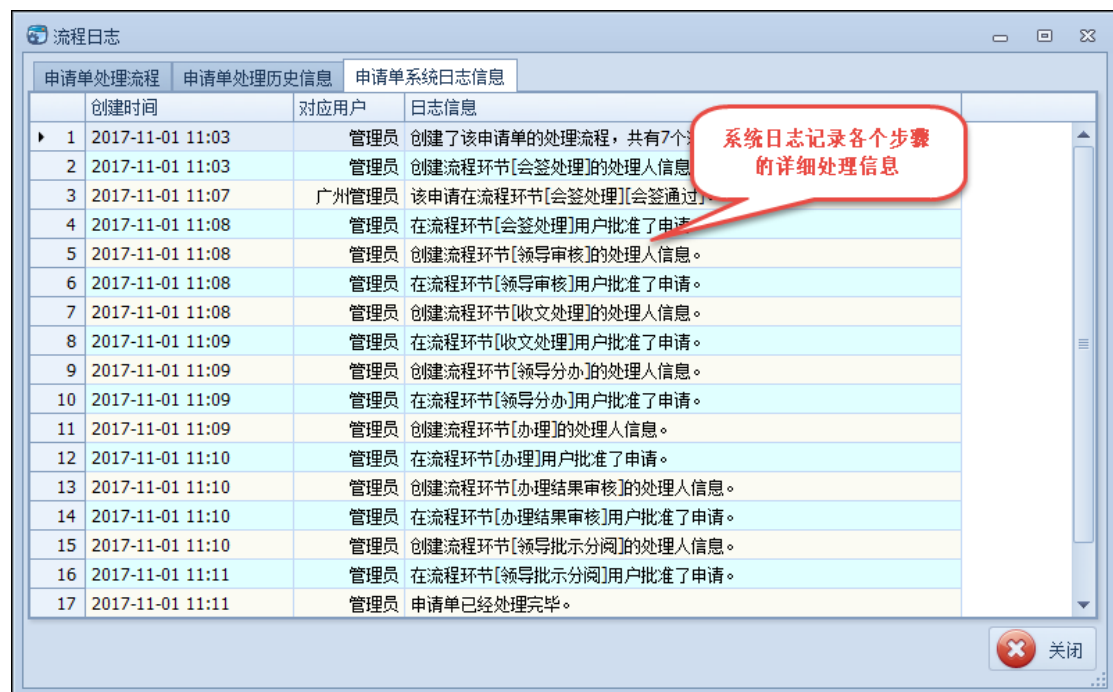 流程日志
申请单处理流程 申请单处理历史信息 申请单系统日志信息
创建时间 对应用户 日志信息
1 2017-11-01 11:03 管理员 创建了该申请单的处理流程，共有7个
系统日志记录各个步骤
的详细处理信息
2 2017-11-01 11:03 管理员 创建流程环节[会签处理]的处理人信息
3 2017-11-01 11:07 广州管理员 该申请在流程环节[会签处理][会签通过]。
4 2017-11-01 11:08 管理员 在流程环节[会签处理]用户批准了申请。
5 2017-11-01 11:08 管理员 创建流程环节[领导审核]的处理人信息。
6 2017-11-01 11:08 管理员 在流程环节[领导审核]用户批准了申请。
7 2017-11-01 11:08 管理员 创建流程环节[收文处理]的处理人信息。
8 2017-11-01 11:09 管理员 在流程环节[收文处理]用户批准了申请。
9 2017-11-01 11:09 管理员 创建流程环节[领导分办]的处理人信息。
10 2017-11-01 11:09 管理员 在流程环节[领导分办]用户批准了申请。
11 2017-11-01 11:09 管理员 创建流程环节[办理]的处理人信息。
12 2017-11-01 11:10 管理员 在流程环节[办理]用户批准了申请。
13 2017-11-01 11:10 管理员 创建流程环节[办理结果审核]的处理人信息。
14 2017-11-01 11:10 管理员 在流程环节[办理结果审核]用户批准了申请。
15 2017-11-01 11:10 管理员 创建流程环节[领导批示分阅]的处理人信息。
16 2017-11-01 11:11 管理员 在流程环节[领导批示分阅]用户批准了申请。
17 2017-11-01 11:11 管理员 申请单已经处理完毕。
关闭